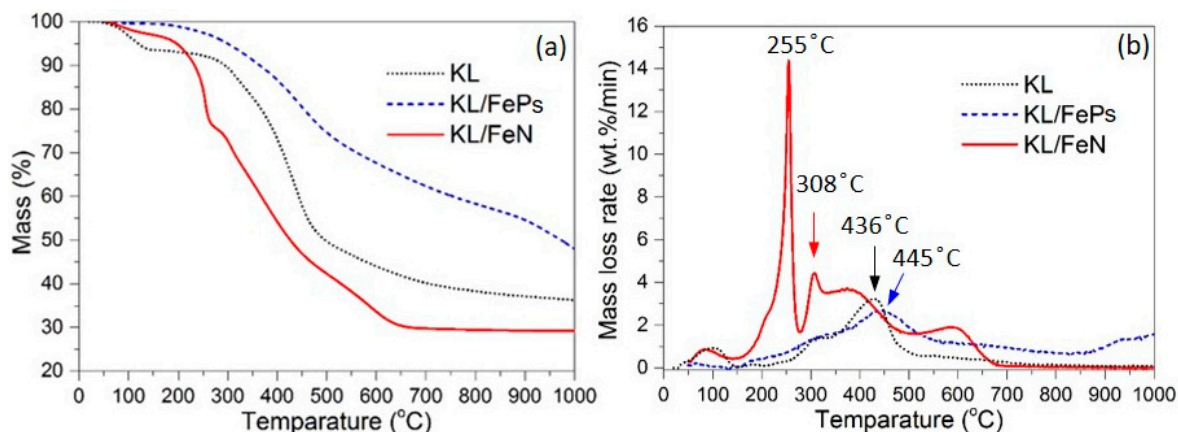 (a)
KL
KL/FePs
KL/FeN
Mass (%)
100
90
80
70
60
50
40
30
20
0 100 200 300 400 500 600 700 800 900 1000
Temparature (°C)
(b)
255°C
KL
KL/FePs
KL/FeN
308°C
436°C
445°C
Mass loss rate (wt.%/min)
16
14
12
10
8
6
4
2
0
0 100 200 300 400 500 600 700 800 900 1000
Temparature (°C)